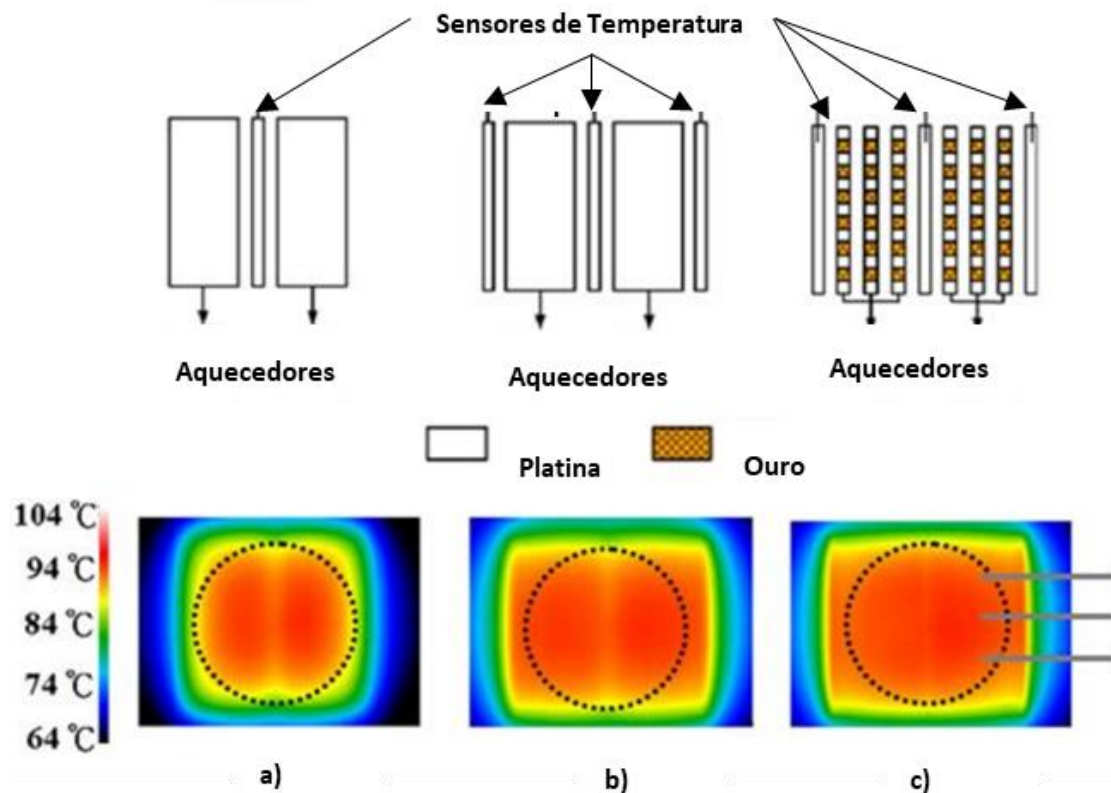 Sensores de Temperatura
Aquecedores
Aquecedores
Aquecedores
Platina
Ouro
104 ℃
94 ℃
84 ℃
74 ℃
64 ℃
a)
b)
c)